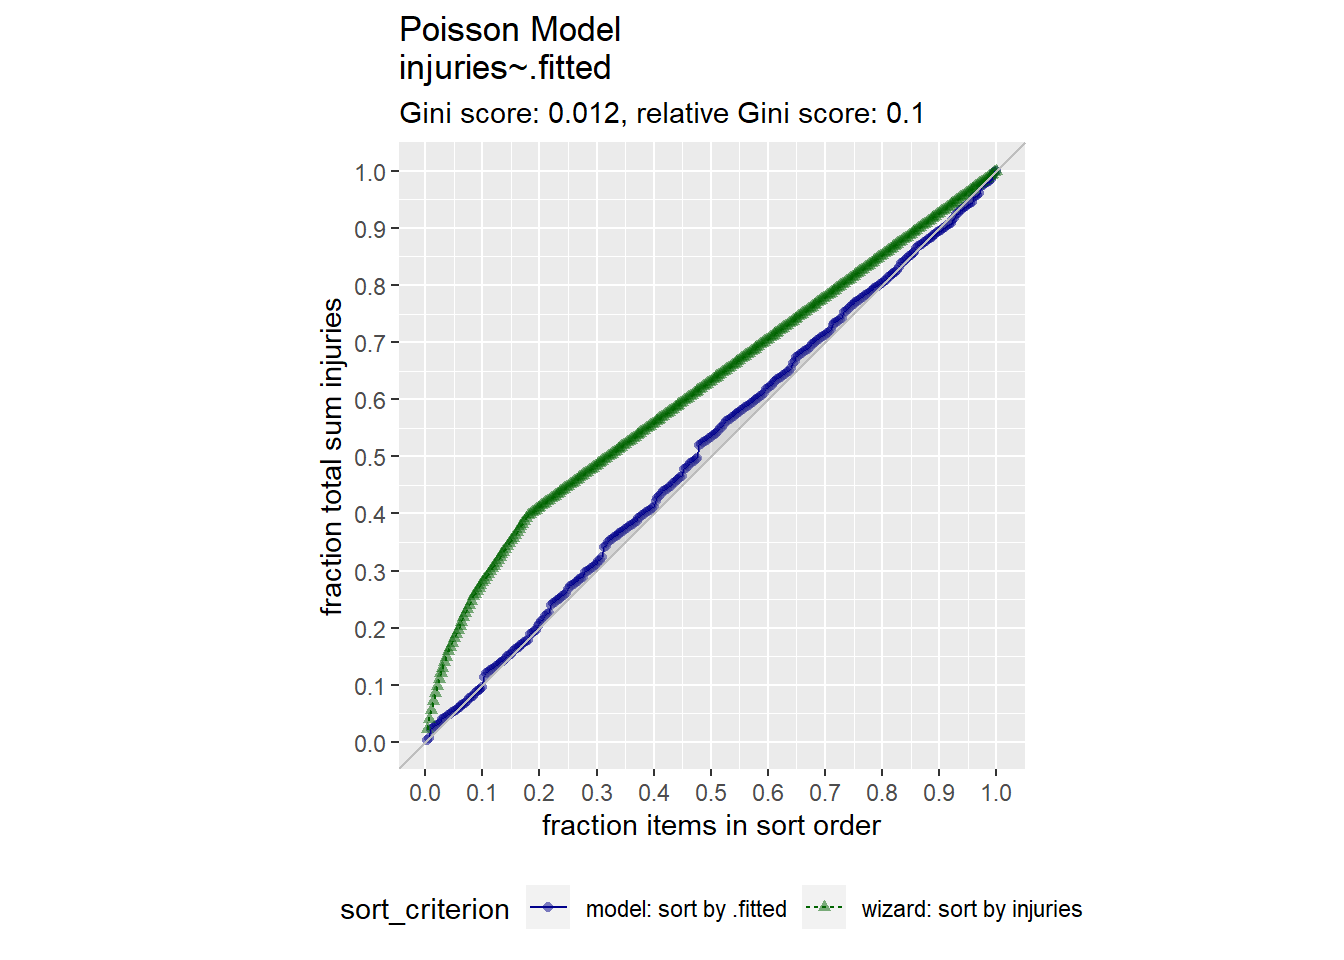 Poisson Model
injuries~.fitted
Gini score: 0.012, relative Gini score: 0.1
fraction total sum injuries
1.0
0.9
0.8
0.7
0.6
0.5
0.4
0.3
0.2
0.1
0.0
0.0 0.1 0.2 0.3 0.4 0.5 0.6 0.7 0.8 0.9 1.0
fraction items in sort order
sort_criterion model: sort by .fitted wizard: sort by injuries